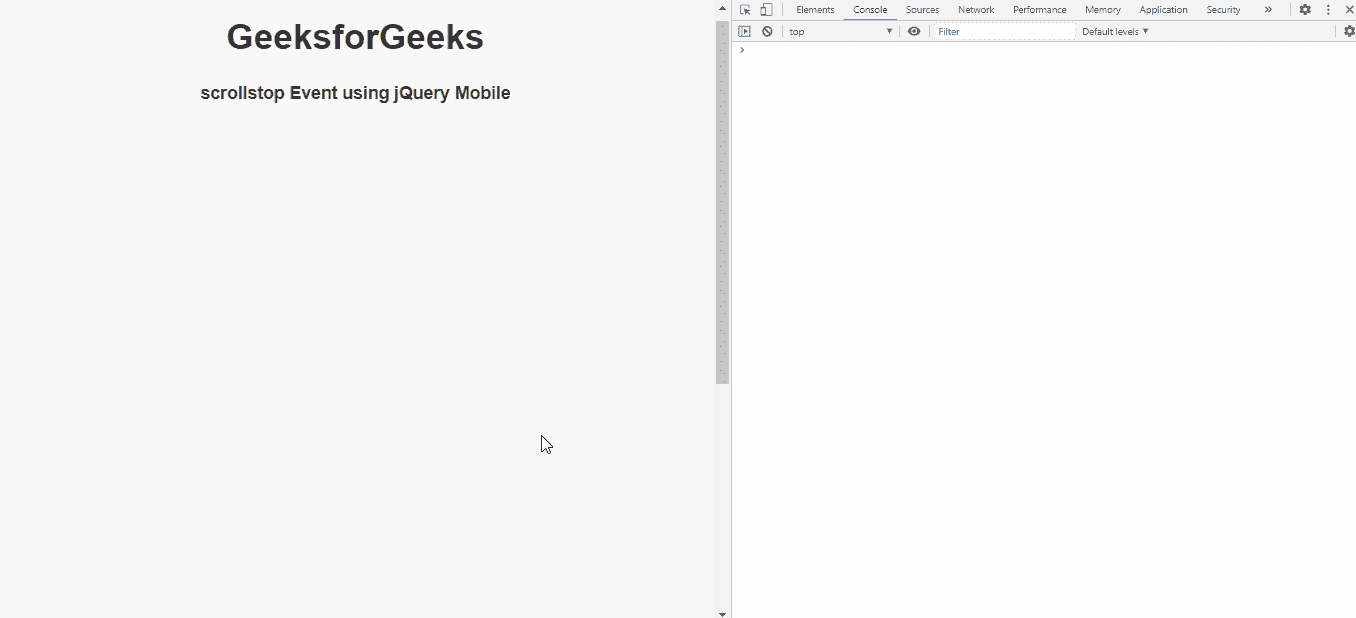 GeeksforGeeks
scrollstop Event using jQuery Mobile
Elements Console Sources Network Performance Memory Application Security
top Filter Default levels